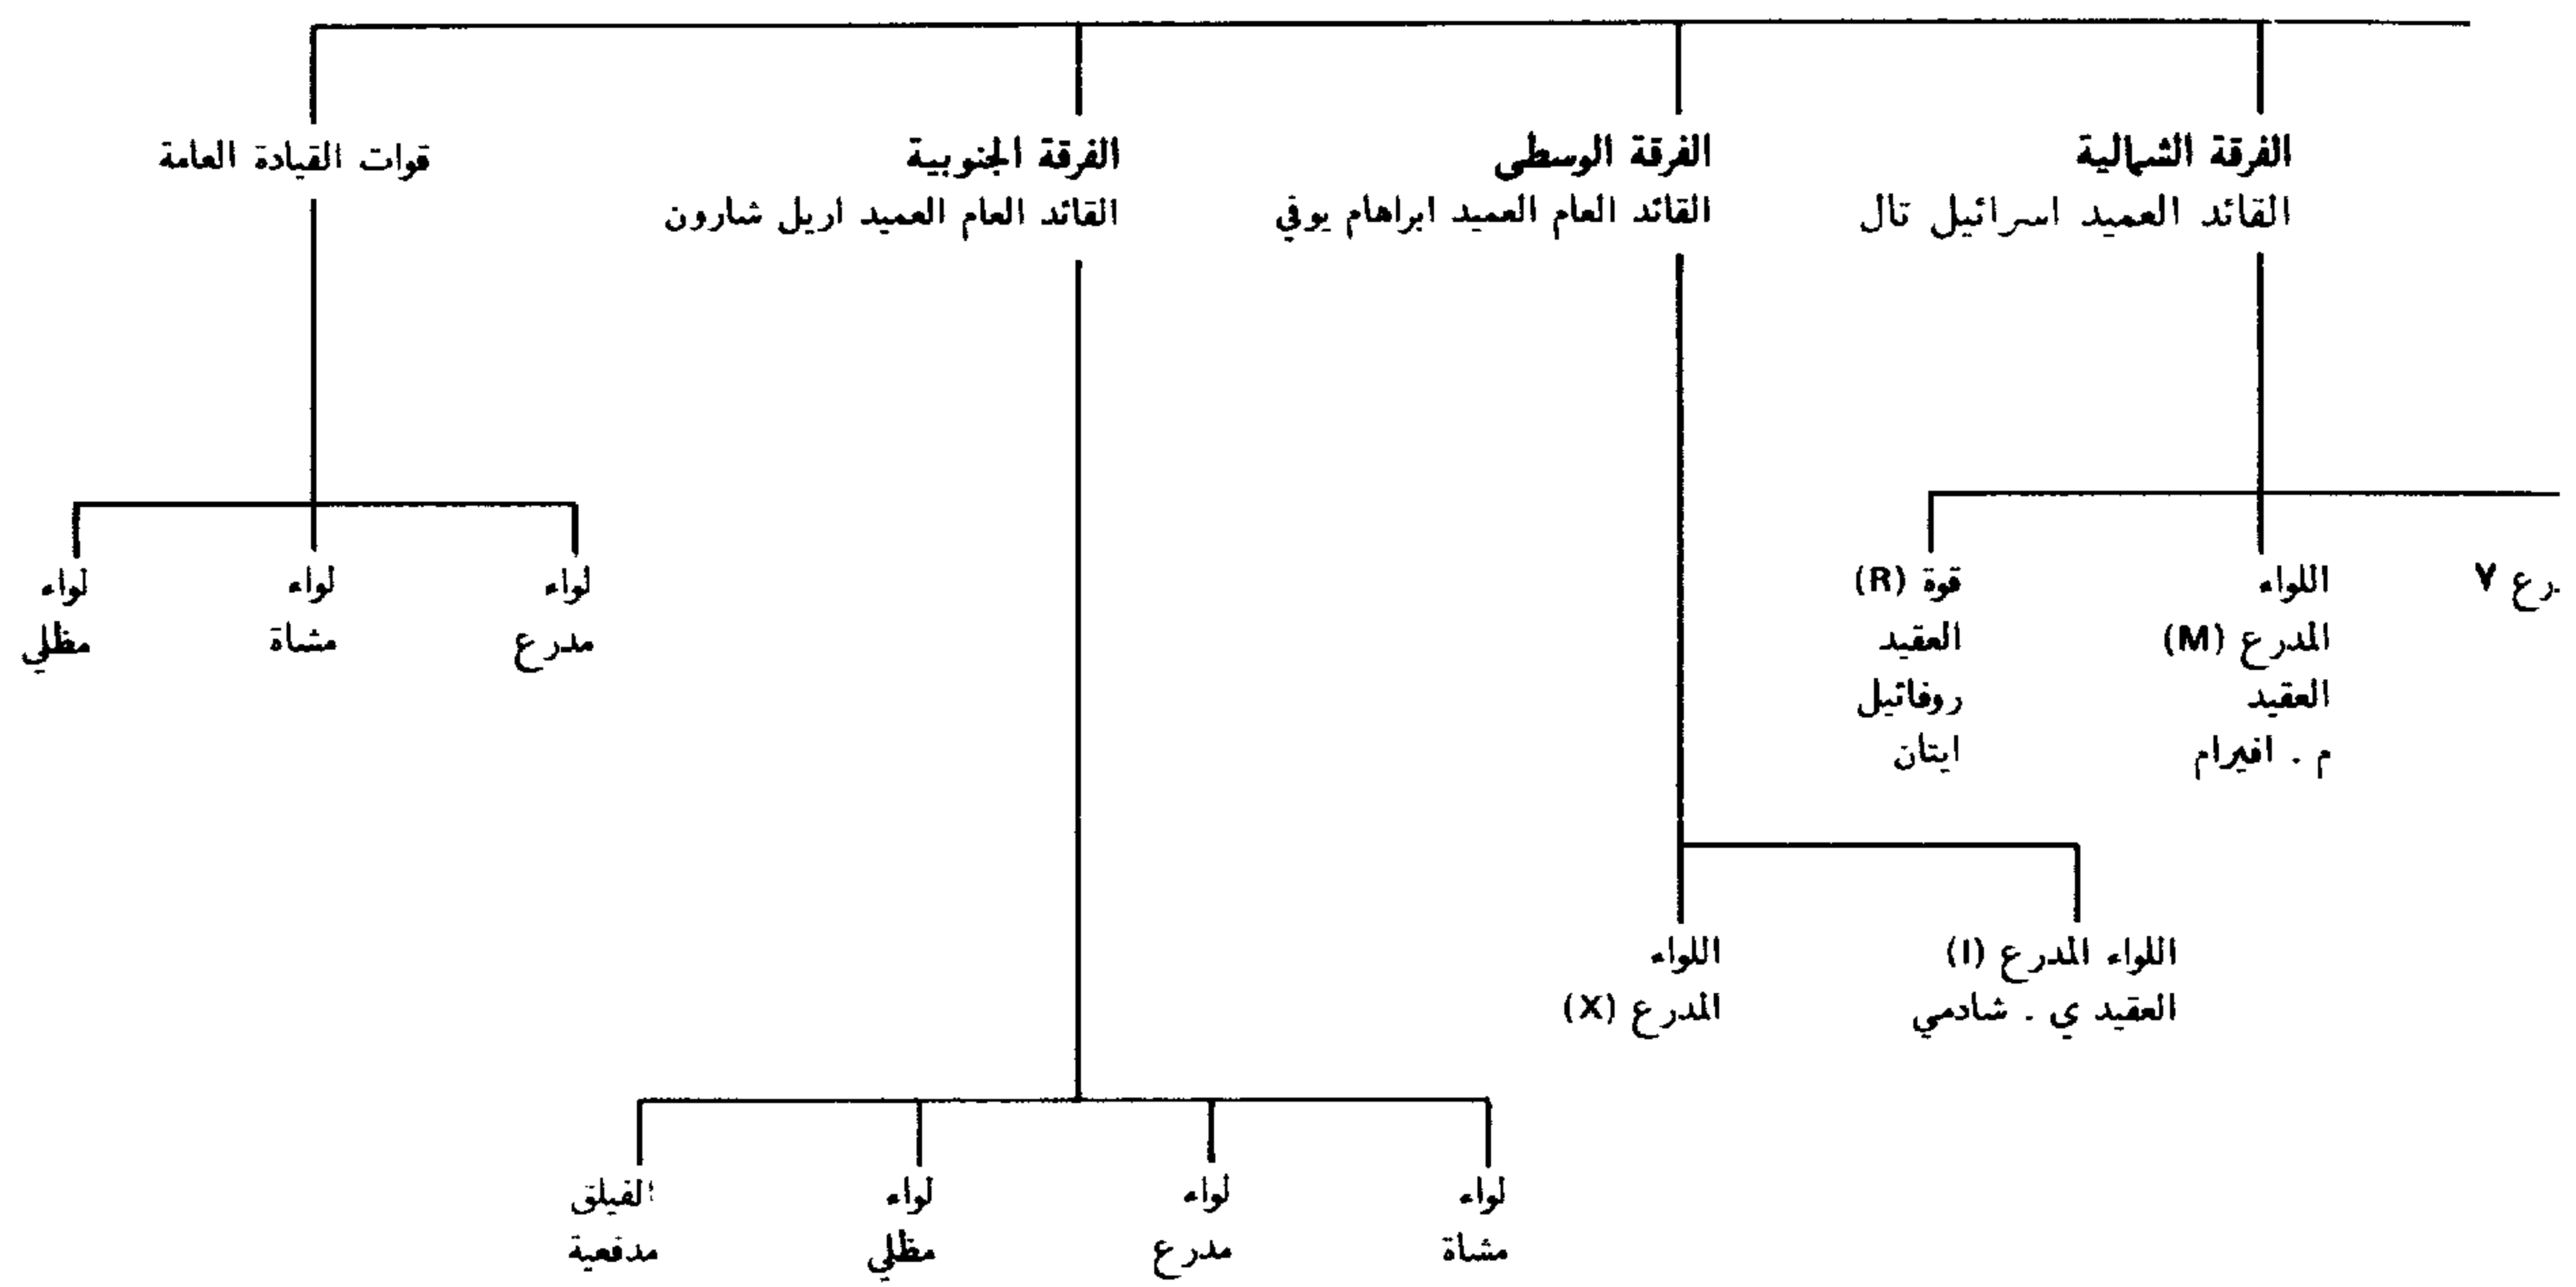 الفرقة الشمالية
القائد العميد اسرائيل تال
الفرقة الوسطى
القائد العام العميد ابراهام يوفي
الفرقة الجنوبية
القائد العام العميد اريل شارون
قوات القيادة العامة
٧
اللواء
المدرع (M)
العقيد
م . افيرام
قوة (R)
العقيد
روفائيل
ايتان
لواء
مدرع
لواء
مشاة
لواء
مظلي
اللواء المدرع (I)
العقيد ي . شادمي
اللواء
المدرع (X)
لواء
مشاة
لواء
مدرع
لواء
مظلي
الفيلق
مدفعية